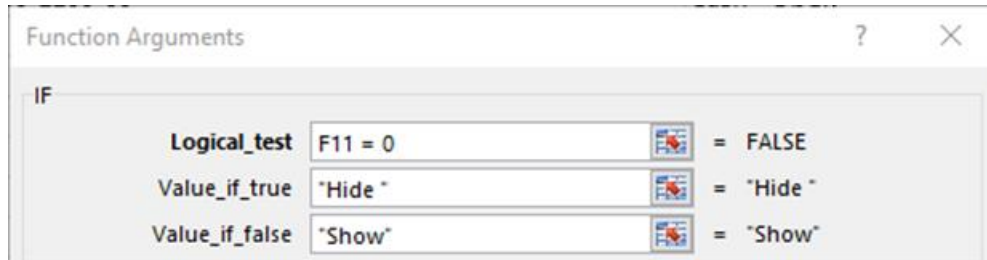 Function Arguments ? ×
IF
Logical_test F11 = 0 = FALSE
Value_if_true "Hide " = "Hide "
Value_if_false "Show" = "Show"